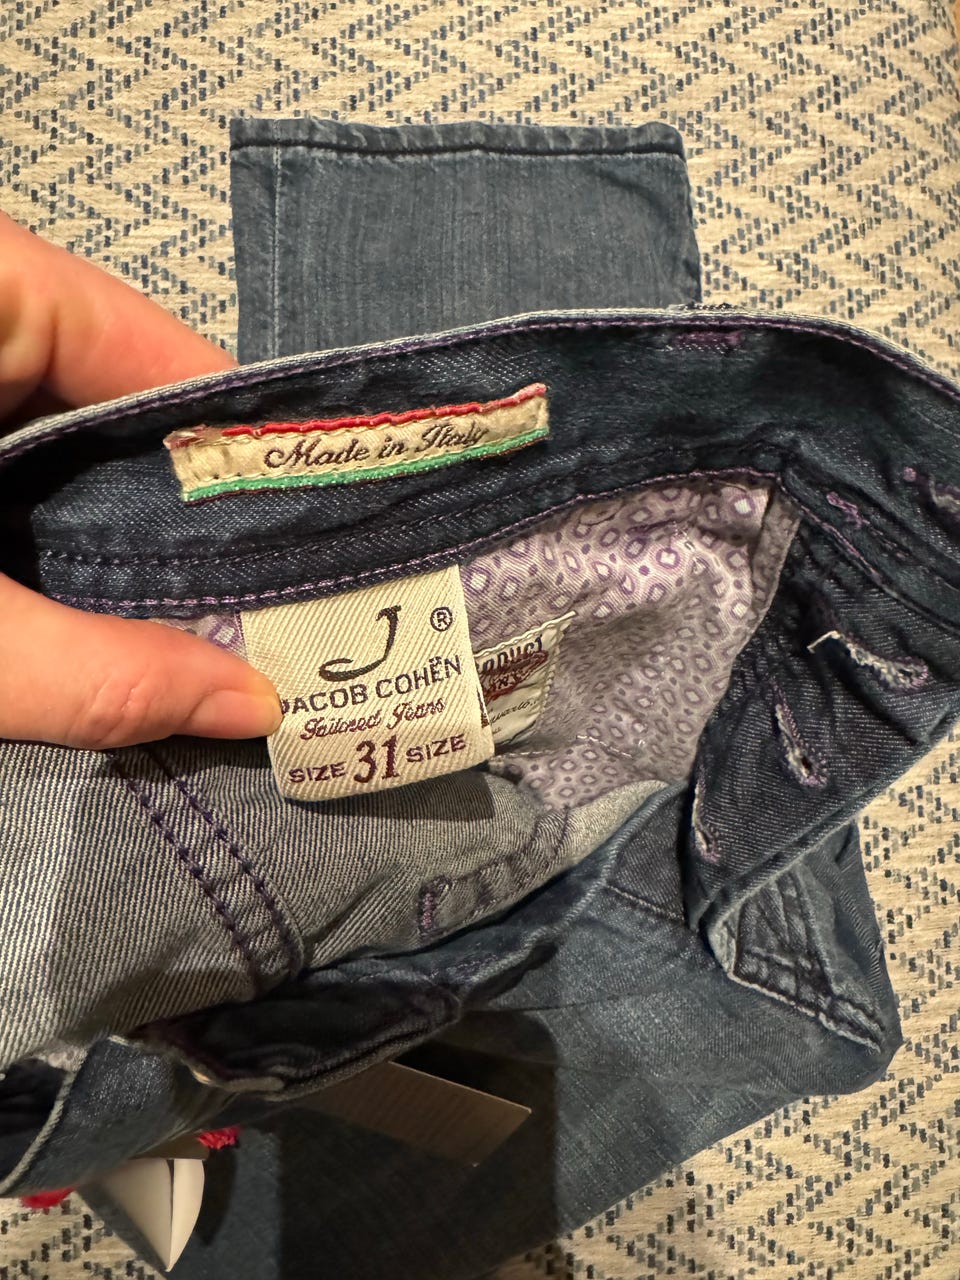 Made in Italy
J ®
JACOB COHËN
Tailored Jeans
SIZE 31 SIZE